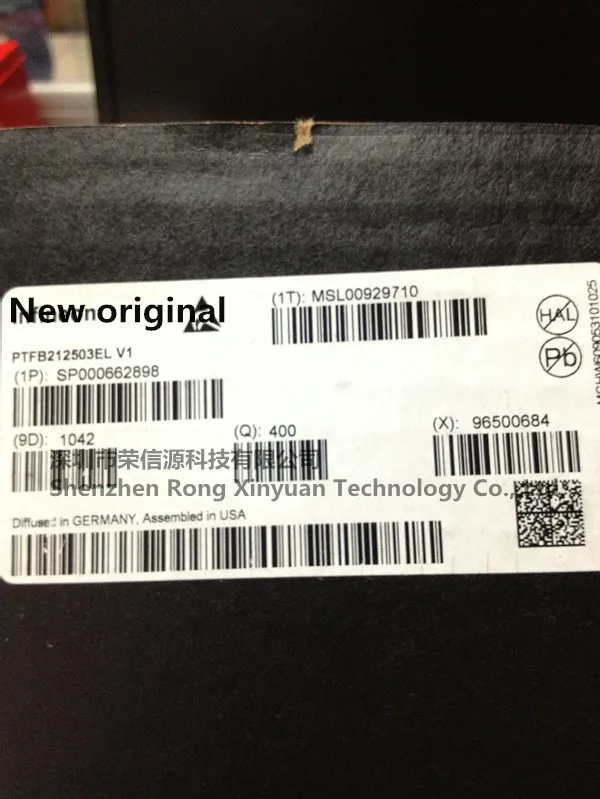 New original
(1T): MSL00929710
HAL
Pb
PTFB212503EL V1
(1P): SP000662898
(9D): 1042
(Q): 400
(X): 96500684
深圳市荣信源科技有限公司
Shenzhen Rong Xinyuan Technology Co.,
Diffused in GERMANY, Assembled in USA
MCHW609053101025